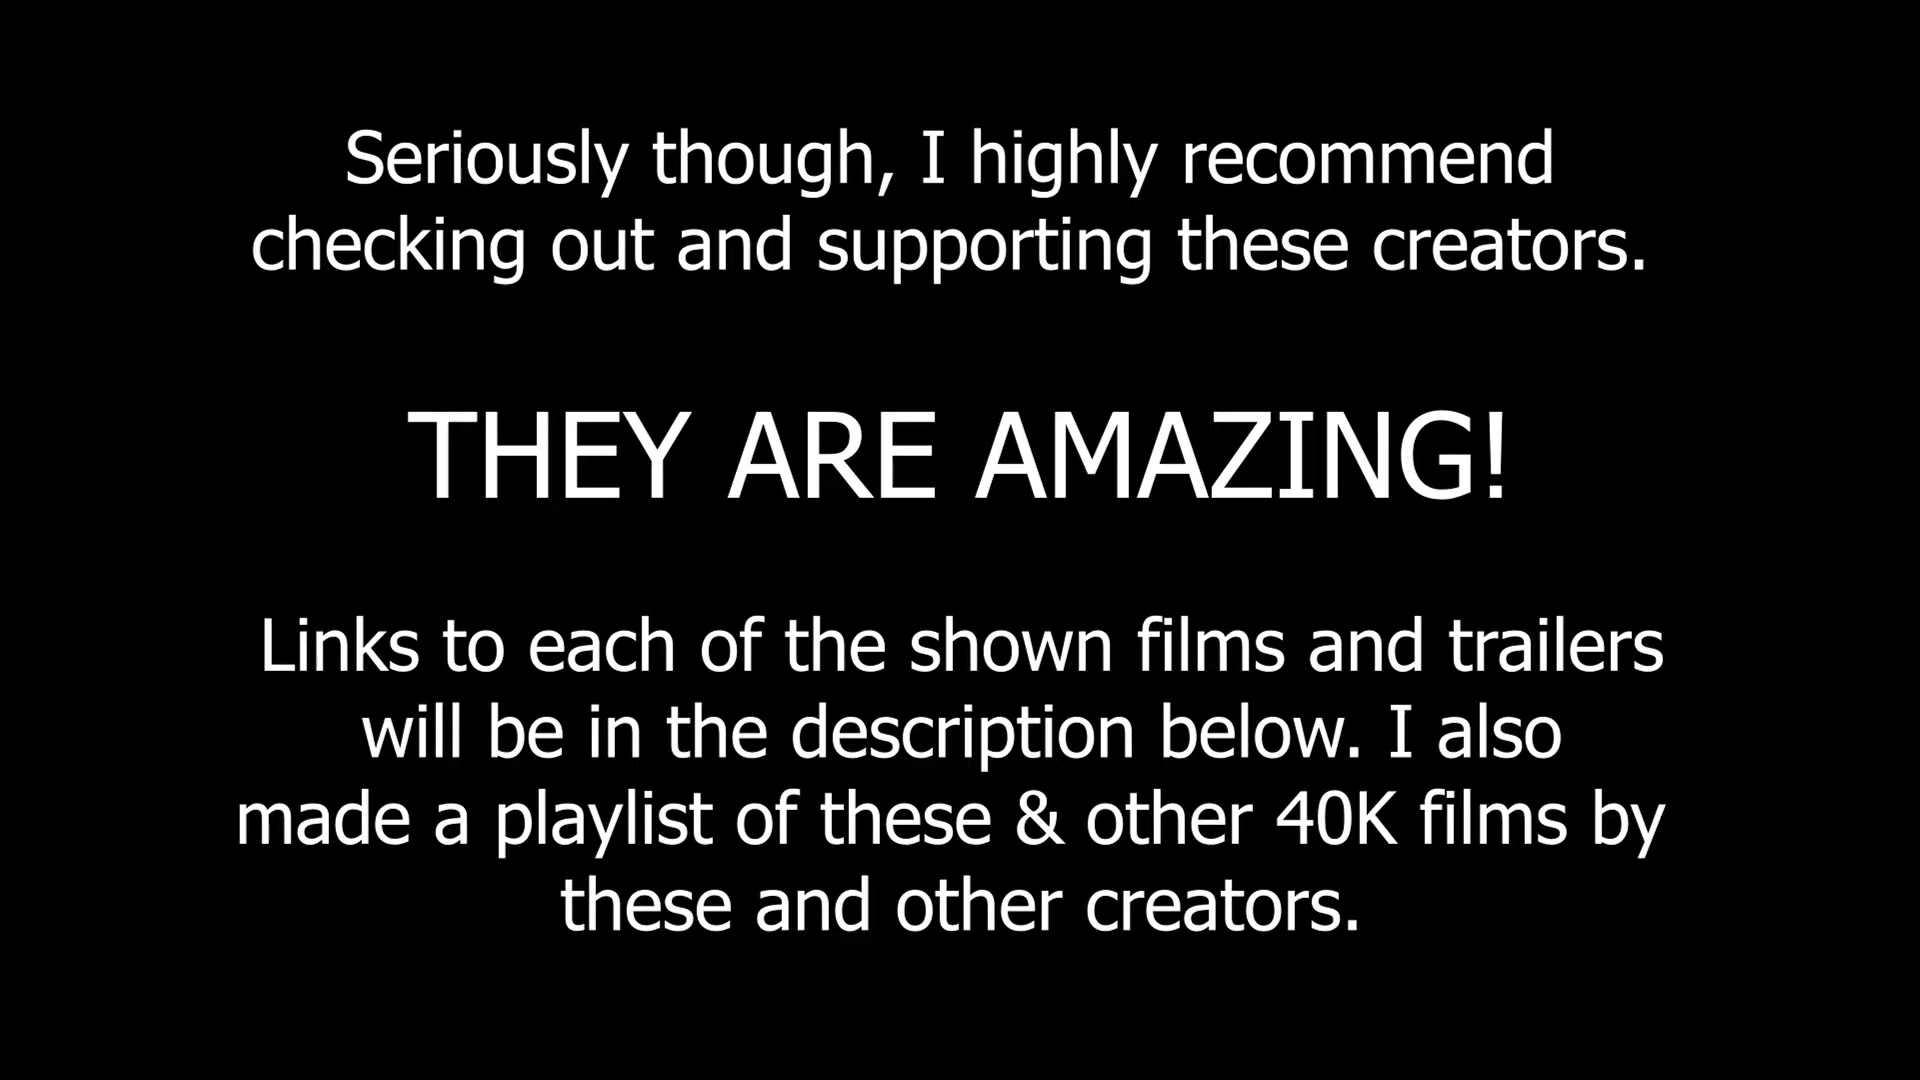 Seriously though, I highly recommend
checking out and supporting these creators.
THEY ARE AMAZING!
Links to each of the shown films and trailers
will be in the description below. I also
made a playlist of these & other 40K films by
these and other creators.